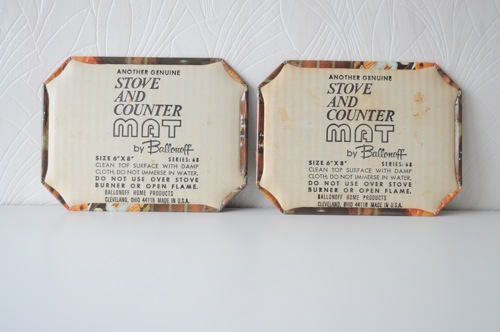 ANOTHER GENUINE
STOVE
AND
COUNTER
MAT
by Ballonoff
SIZE 6"X8" SERIES: 6B
CLEAN TOP SURFACE WITH DAMP
CLOTH; DO NOT IMMERSE IN WATER.
DO NOT USE OVER STOVE
BURNER OR OPEN FLAME.
BALLONOFF HOME PRODUCTS
CLEVELAND, OHIO 44118 MADE IN U.S.A.
ANOTHER GENUINE
STOVE
AND
COUNTER
MAT
by Ballonoff
SIZE 6"X8" SERIES: 6B
CLEAN TOP SURFACE WITH DAMP
CLOTH; DO NOT IMMERSE IN WATER.
DO NOT USE OVER STOVE
BURNER OR OPEN FLAME.
BALLONOFF HOME PRODUCTS
CLEVELAND, OHIO 44118 MADE IN U.S.A.